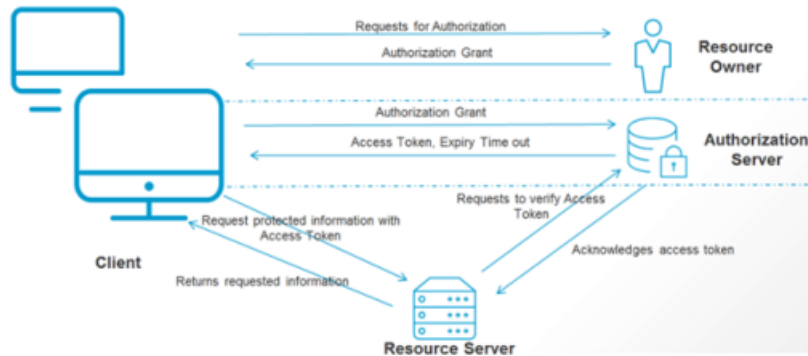 Requests for Authorization
Authorization Grant
Resource
Owner
Authorization Grant
Access Token, Expiry Time out
Authorization
Server
Requests to verify Access
Token
Request protected information with
Access Token
Acknowledges access token
Client
Returns requested information
Resource Server